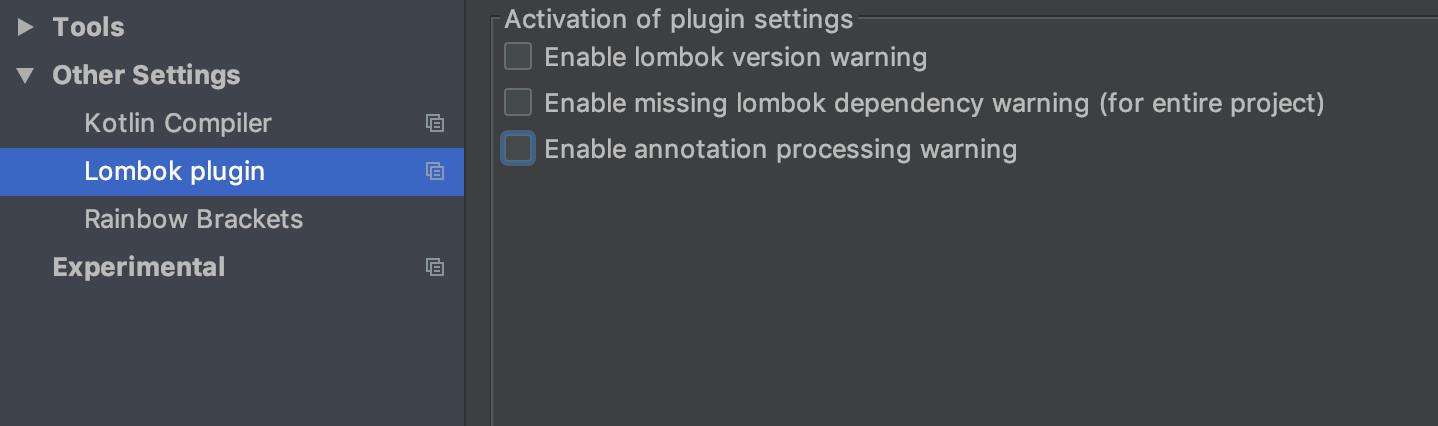 Tools
Other Settings
Kotlin Compiler
Lombok plugin
Rainbow Brackets
Experimental
Activation of plugin settings
Enable lombok version warning
Enable missing lombok dependency warning (for entire project)
Enable annotation processing warning